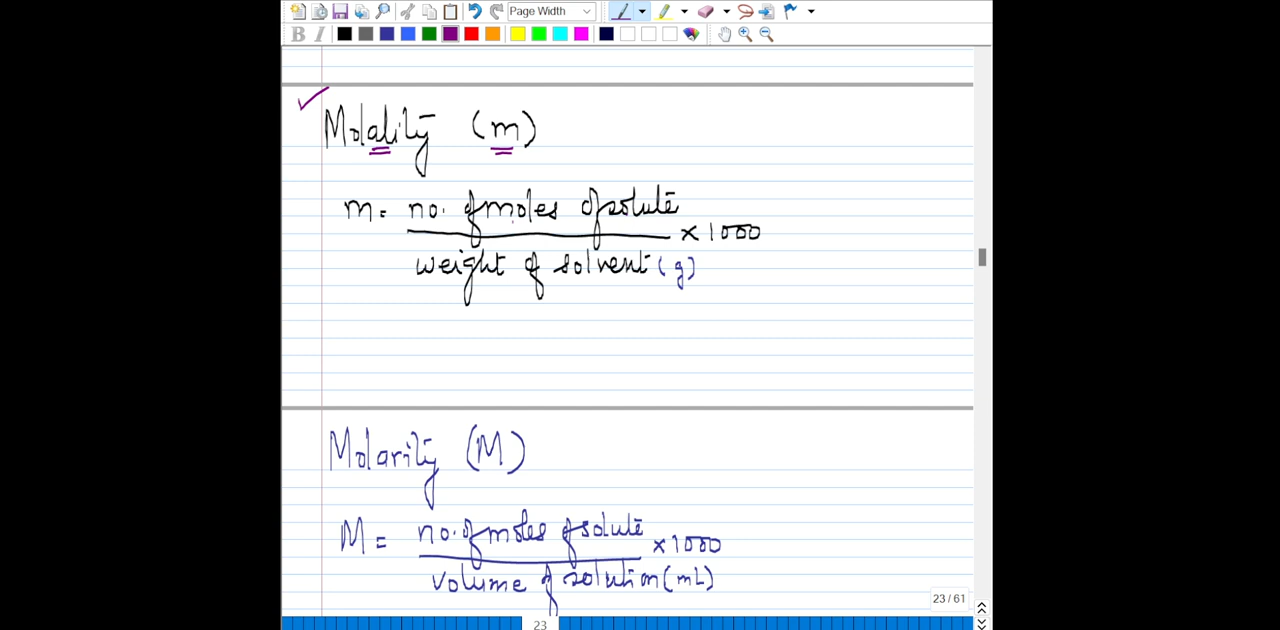 Page Width
B I
Molality (m)
m = no. of moles of solute
× 1000
weight of solvent (g)
Molarity (M)
M = no. of moles of solute
× 1000
volume of solution (mL)
23 / 61
23